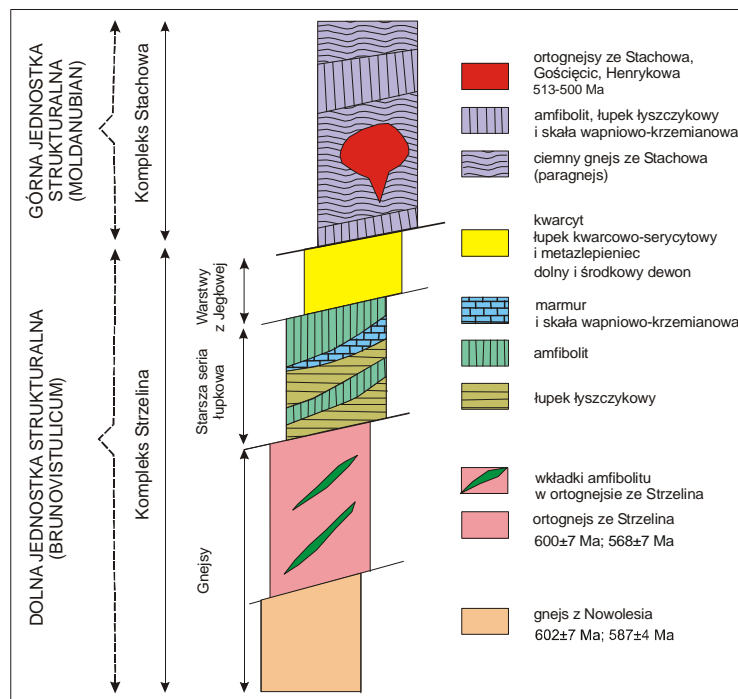 GÓRNA JEDNOSTKA
STRUKTURALNA
(MOLDANUBIAN)
Kompleks Stachowa
DOLNA JEDNOSTKA STRUKTURALNA
(BRUNOVISTULICUM)
Kompleks Strzelina
Warstwy
z Jegłowej
Starsza seria
łupkowa
Gnejsy
ortognejsy ze Stachowa,
Gościęcic, Henrykowa
513-500 Ma
amfibolit, łupek łyszczykowy
i skała wapniowo-krzemianowa
ciemny gnejs ze Stachowa
(paragnejs)
kwarcyt
łupek kwarcowo-serycytowy
i metazlepieniec
dolny i środkowy dewon
marmur
i skała wapniowo-krzemianowa
amfibolit
łupek łyszczykowy
wkładki amfibolitu
w ortognejsie ze Strzelina
ortognejs ze Strzelina
600±7 Ma; 568±7 Ma
gnejs z Nowolesia
602±7 Ma; 587±4 Ma